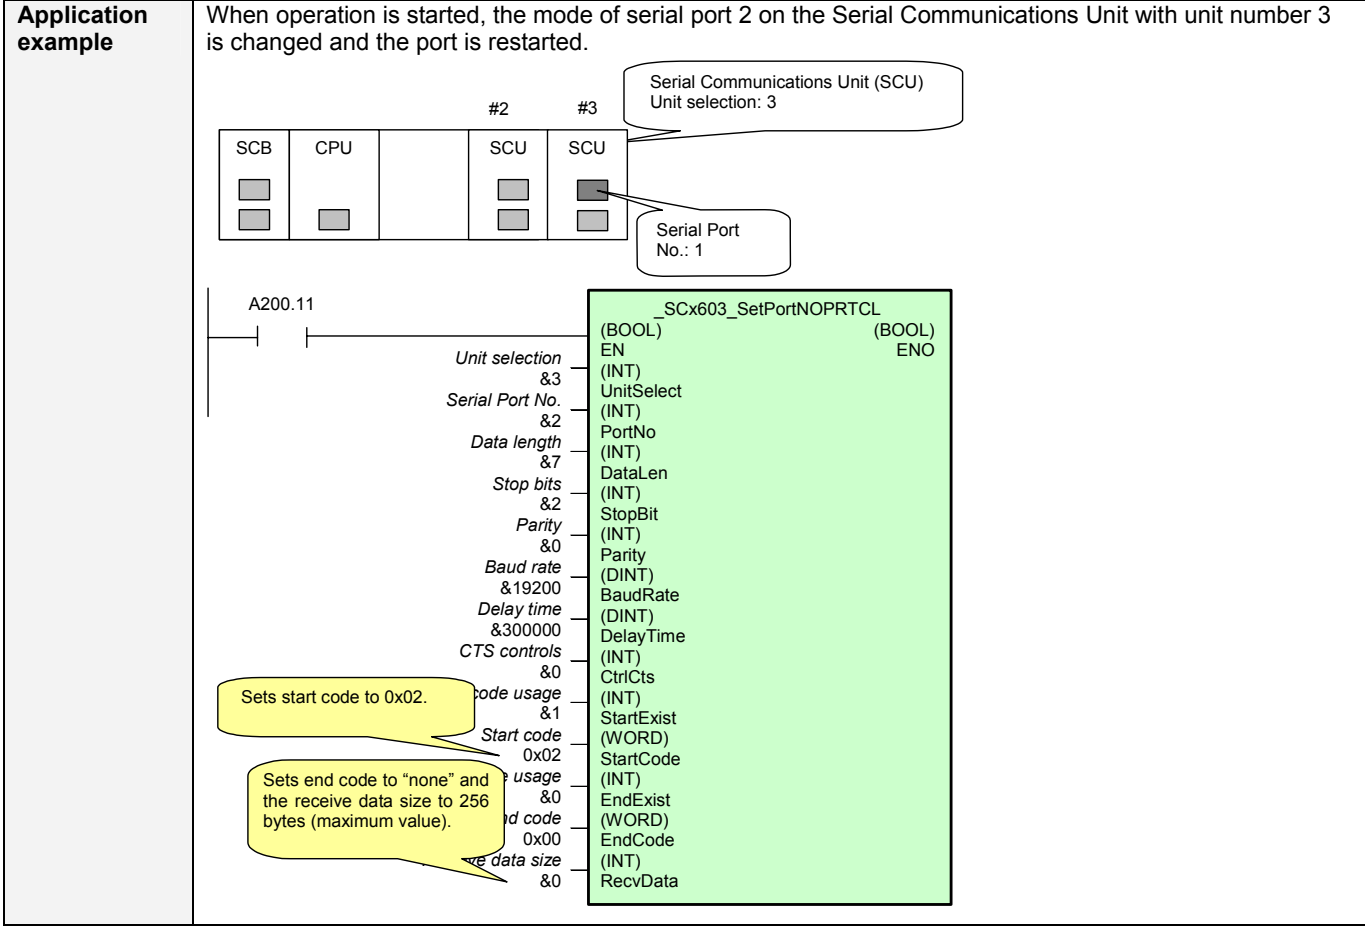 Application
example
When operation is started, the mode of serial port 2 on the Serial Communications Unit with unit number 3
is changed and the port is restarted.
Serial Communications Unit (SCU)
Unit selection: 3
#2
#3
SCB
CPU
SCU
SCU
Serial Port
No.: 1
A200.11
_SCx603_SetPortNOPRTCL
(BOOL)
(BOOL)
EN
ENO
Unit selection
(INT)
&3
UnitSelect
Serial Port No.
(INT)
&2
PortNo
Data length
(INT)
&7
DataLen
Stop bits
(INT)
&2
StopBit
Parity
(INT)
&0
Parity
Baud rate
(DINT)
&19200
BaudRate
Delay time
(DINT)
&300000
DelayTime
CTS controls
(INT)
&0
CtrlCts
Sets start code to 0x02.
code usage
(INT)
&1
StartExist
Start code
(WORD)
0x02
StartCode
Sets end code to “none” and
the receive data size to 256
bytes (maximum value).
usage
(INT)
&0
EndExist
code
(WORD)
0x00
EndCode
data size
(INT)
&0
RecvData